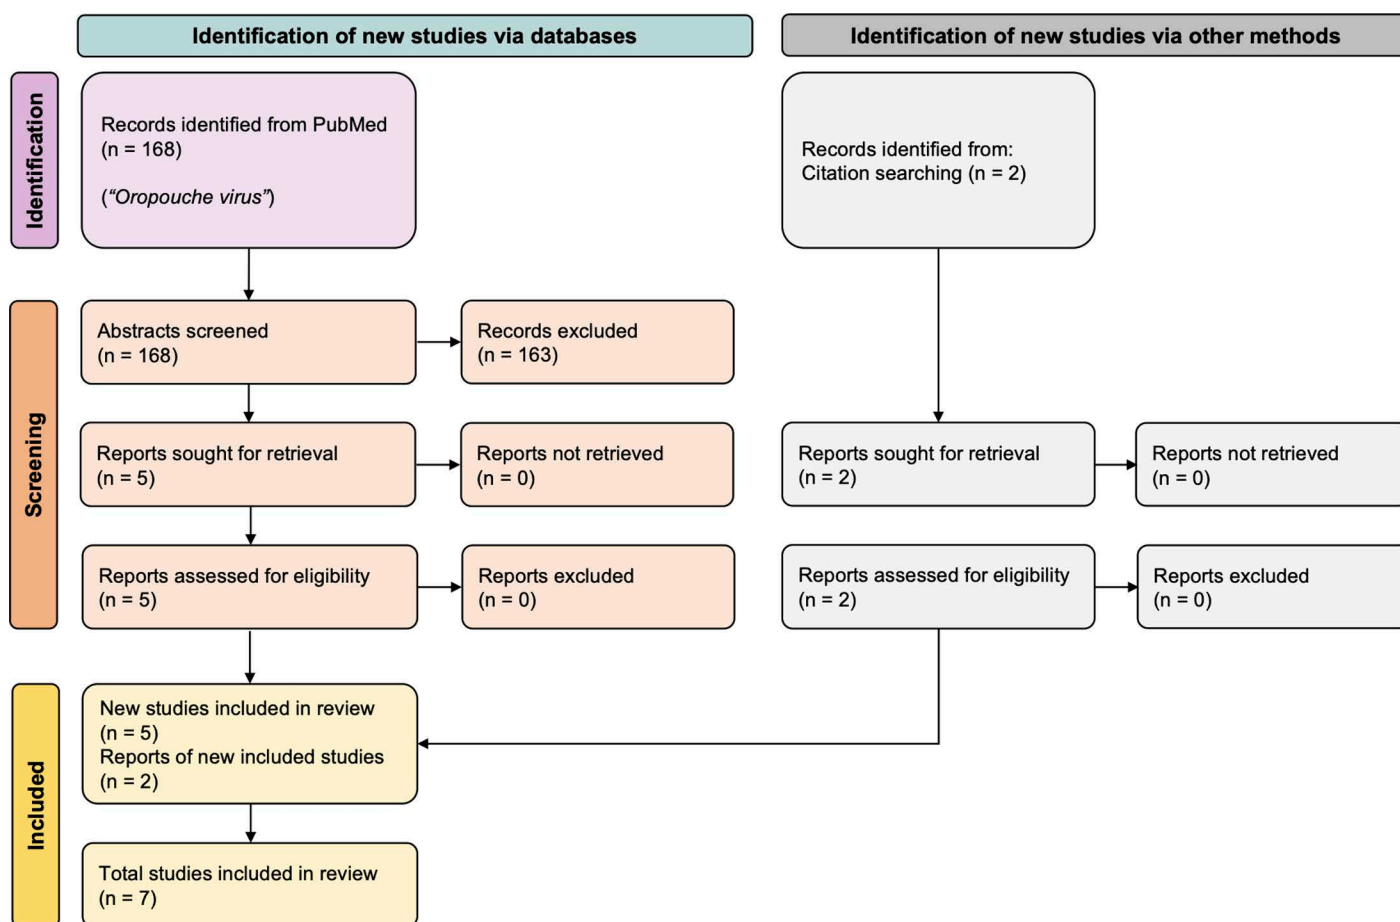 Identification of new studies via databases
Identification of new studies via other methods
Identification
Records identified from PubMed
(n = 168)
(“Oropouche virus”)
Records identified from:
Citation searching (n = 2)
Screening
Abstracts screened
(n = 168)
Records excluded
(n = 163)
Reports sought for retrieval
(n = 5)
Reports not retrieved
(n = 0)
Reports sought for retrieval
(n = 2)
Reports not retrieved
(n = 0)
Reports assessed for eligibility
(n = 5)
Reports excluded
(n = 0)
Reports assessed for eligibility
(n = 2)
Reports excluded
(n = 0)
Included
New studies included in review
(n = 5)
Reports of new included studies
(n = 2)
Total studies included in review
(n = 7)